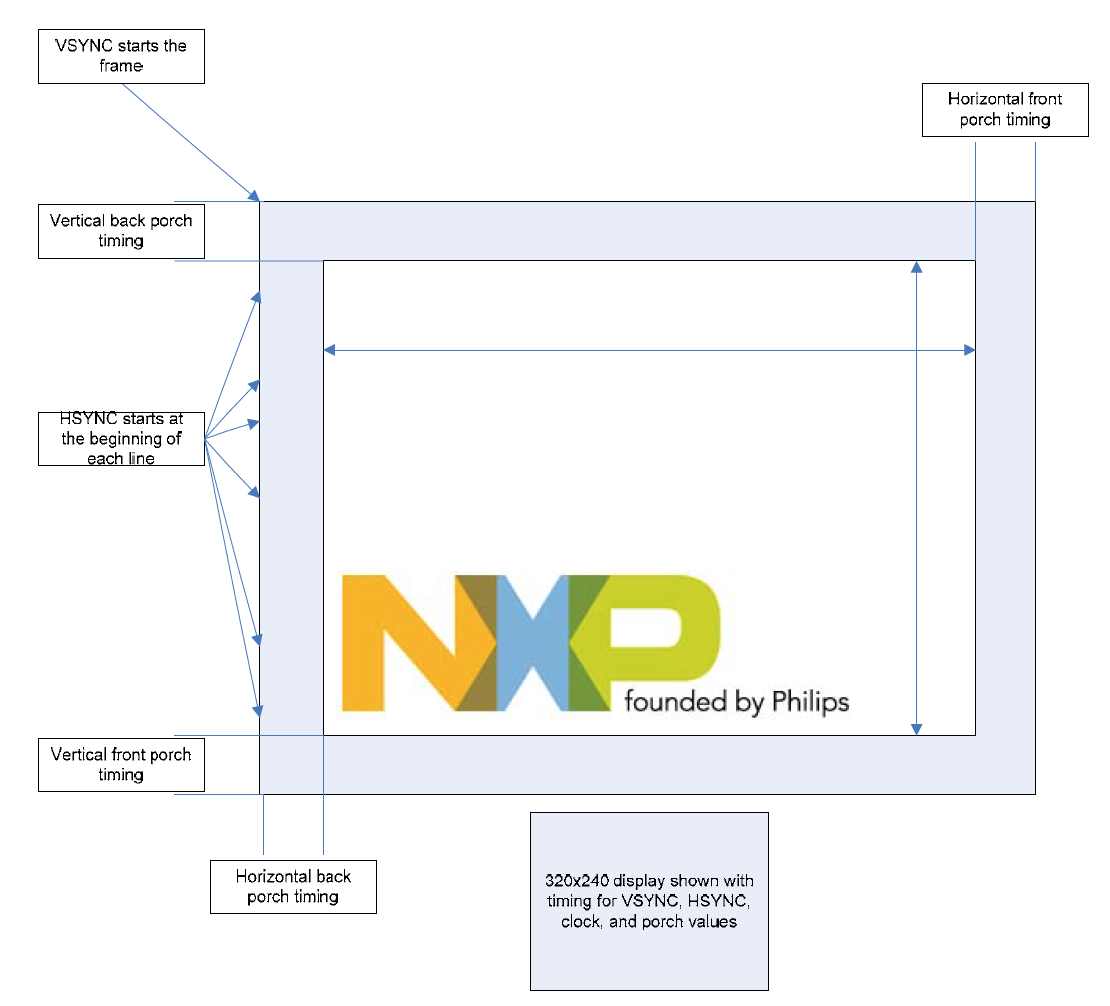 VSYNC starts the
frame
Horizontal front
porch timing
Vertical back porch
timing
HSYNC starts at
the beginning of
each line
NXP
founded by Philips
Vertical front porch
timing
Horizontal back
porch timing
320x240 display shown with
timing for VSYNC, HSYNC,
clock, and porch values